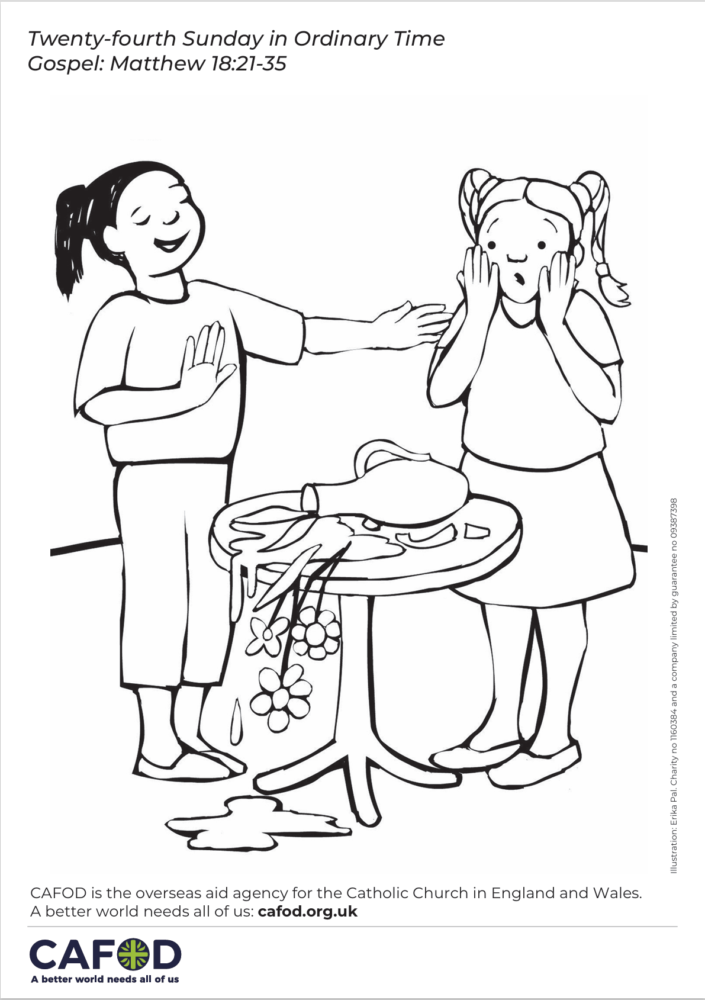 Twenty-fourth Sunday in Ordinary Time
Gospel: Matthew 18:21-35
Illustration: Erika Pal. Charity no 1160384 and a company limited by guarantee no 09387398
CAFOD is the overseas aid agency for the Catholic Church in England and Wales.
A better world needs all of us: cafod.org.uk
CAFOD
A better world needs all of us